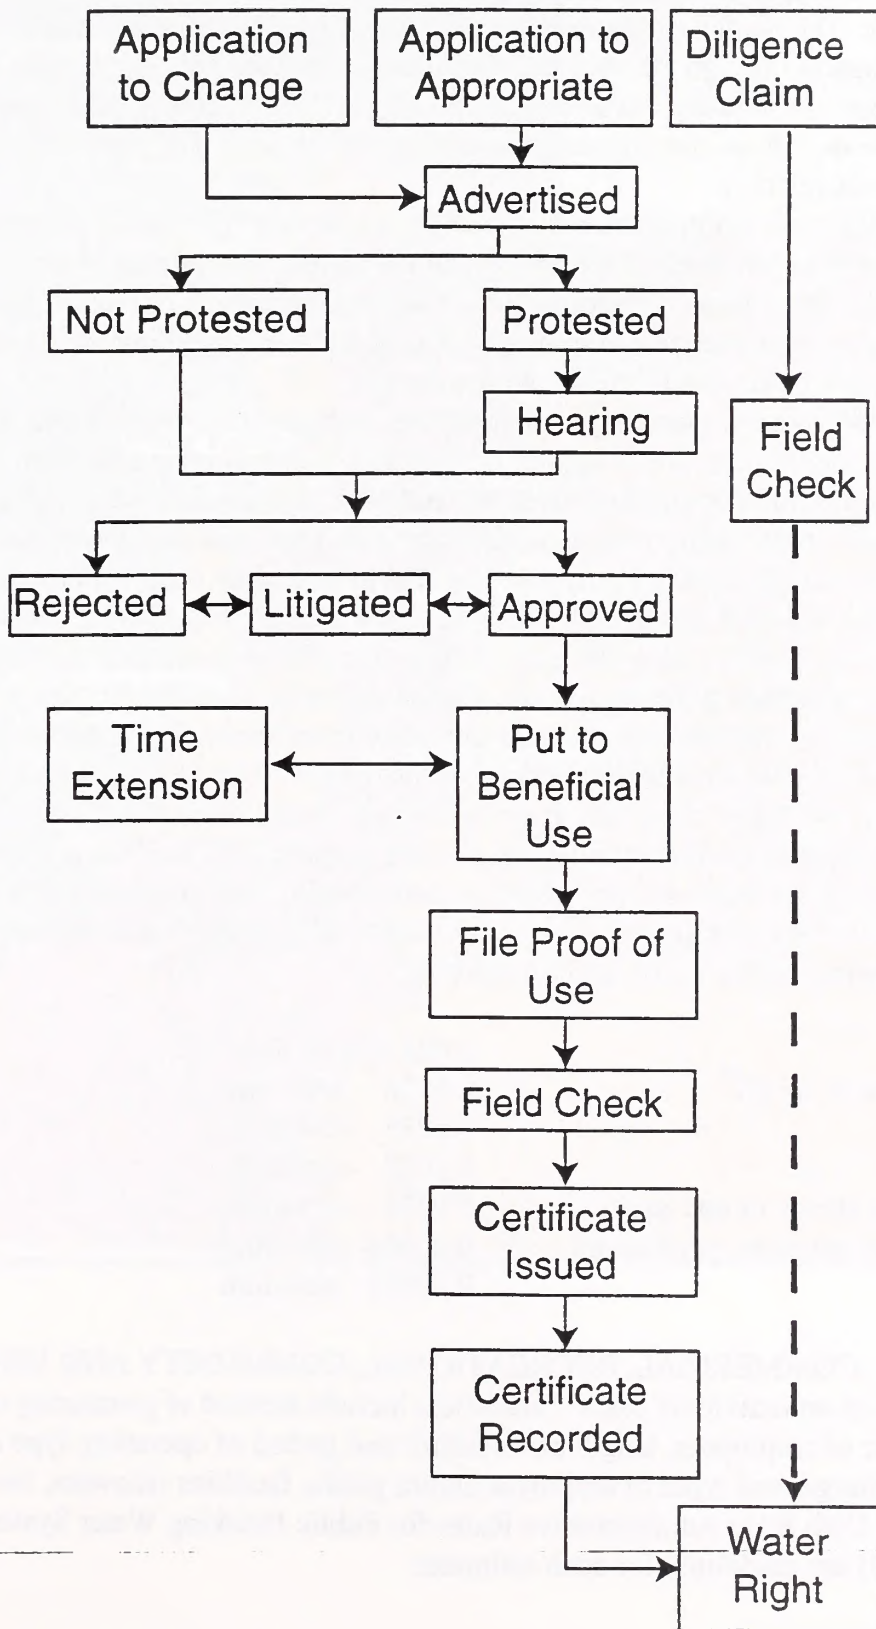 Application
to Change
Application to
Appropriate
Diligence
Claim
Advertised
Not Protested
Protested
Hearing
Field
Check
Rejected
Litigated
Approved
Time
Extension
Put to
Beneficial
Use
File Proof of
Use
Field Check
Certificate
Issued
Certificate
Recorded
Water
Right